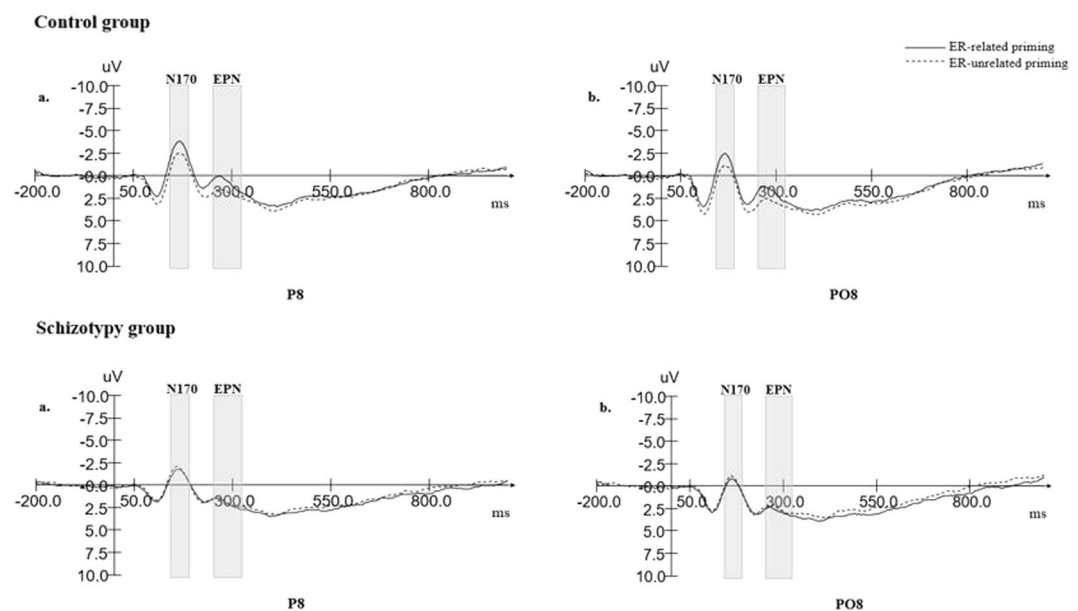 Control group
ER-related priming
ER-unrelated priming
uV
N170 EPN
a.
-10.0
-7.5
-5.0
-2.5
-0.0
2.5
5.0
7.5
10.0
-200.0 50.0 300.0 550.0 800.0
ms
P8
uV
N170 EPN
b.
-10.0
-7.5
-5.0
-2.5
-0.0
2.5
5.0
7.5
10.0
-200.0 50.0 300.0 550.0 800.0
ms
PO8
Schizotypy group
uV
N170 EPN
a.
-10.0
-7.5
-5.0
-2.5
-0.0
2.5
5.0
7.5
10.0
-200.0 50.0 300.0 550.0 800.0
ms
P8
uV
N170 EPN
b.
-10.0
-7.5
-5.0
-2.5
-0.0
2.5
5.0
7.5
10.0
-200.0 50.0 300.0 550.0 800.0
ms
PO8